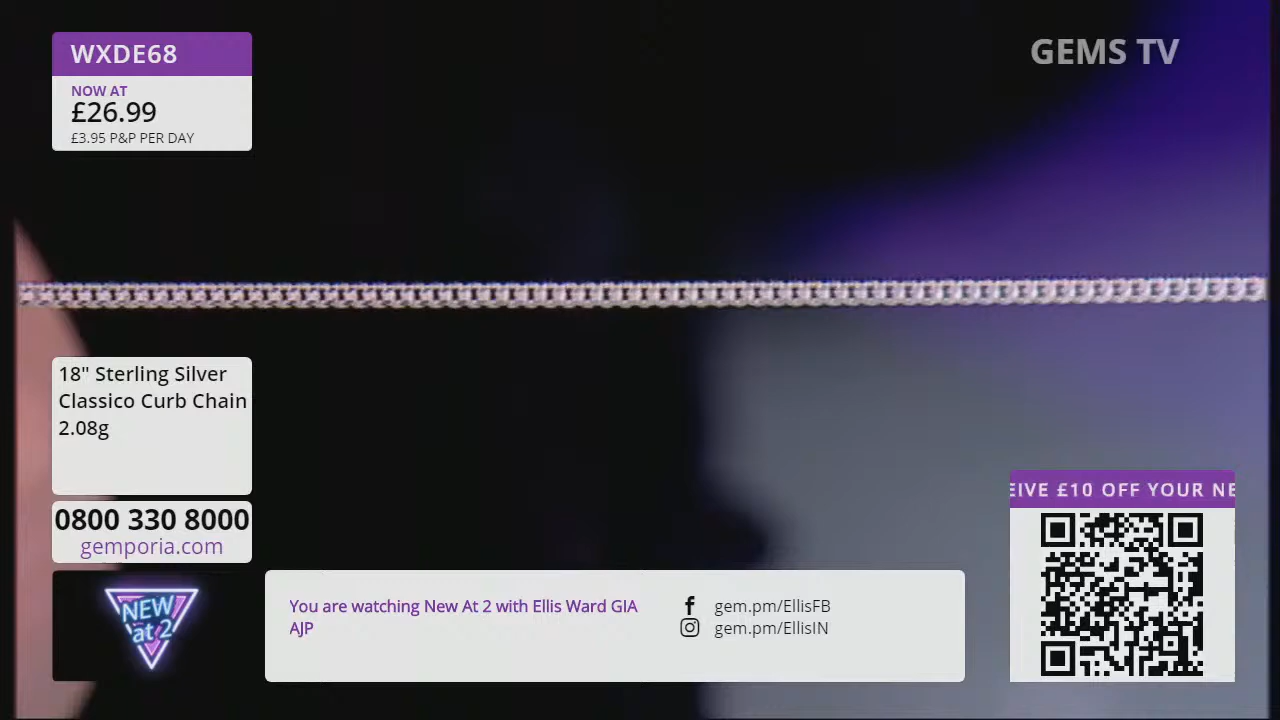 WXDE68
NOW AT
£26.99
£3.95 P&P PER DAY
GEMS TV
18" Sterling Silver
Classico Curb Chain
2.08g
0800 330 8000
gemporia.com
NEW
at 2
You are watching New At 2 with Ellis Ward GIA
AJP
gem.pm/EllisFB
gem.pm/EllisIN
EIVE £10 OFF YOUR NE